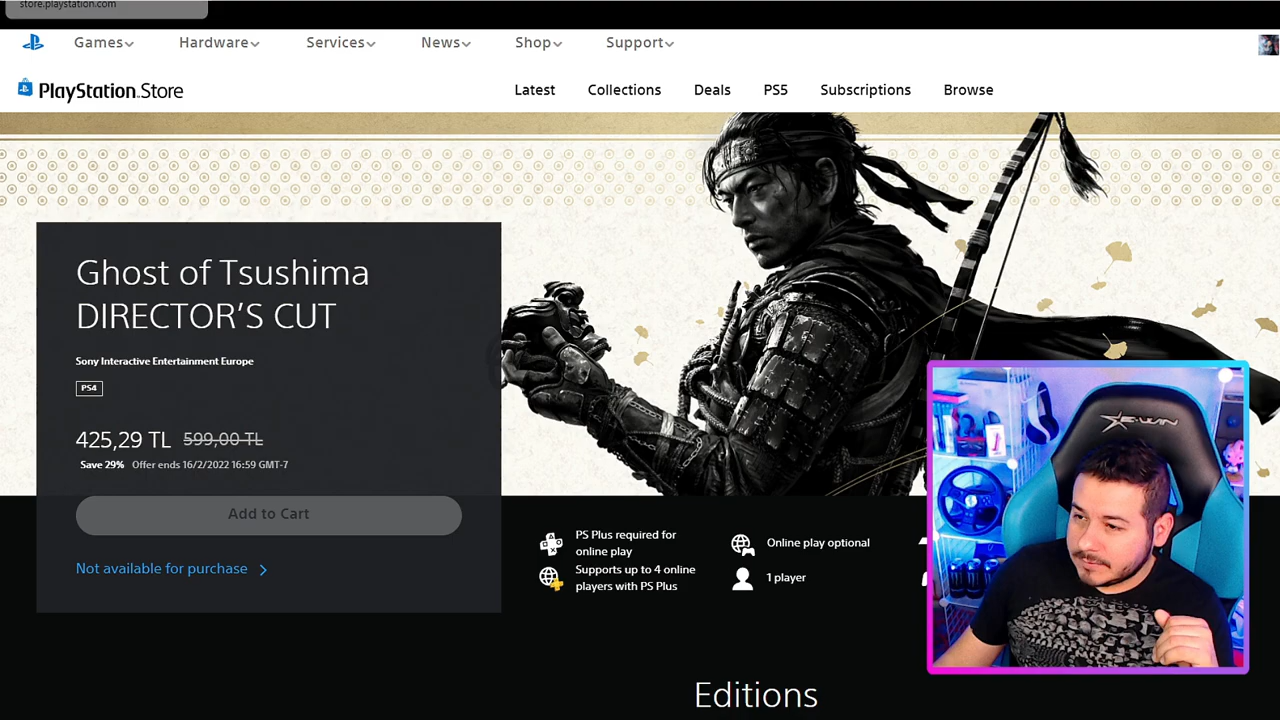 store.playstation.com
Games Hardware Services News Shop Support
PlayStation.Store
Latest Collections Deals PS5 Subscriptions Browse
Ghost of Tsushima
DIRECTOR'S CUT
Sony Interactive Entertainment Europe
PS4
425,29 TL 599,00 TL
Save 29% Offer ends 16/2/2022 16:59 GMT-7
Add to Cart
Not available for purchase
PS Plus required for
online play
Supports up to 4 online
players with PS Plus
Online play optional
1 player
E-WIN
Editions